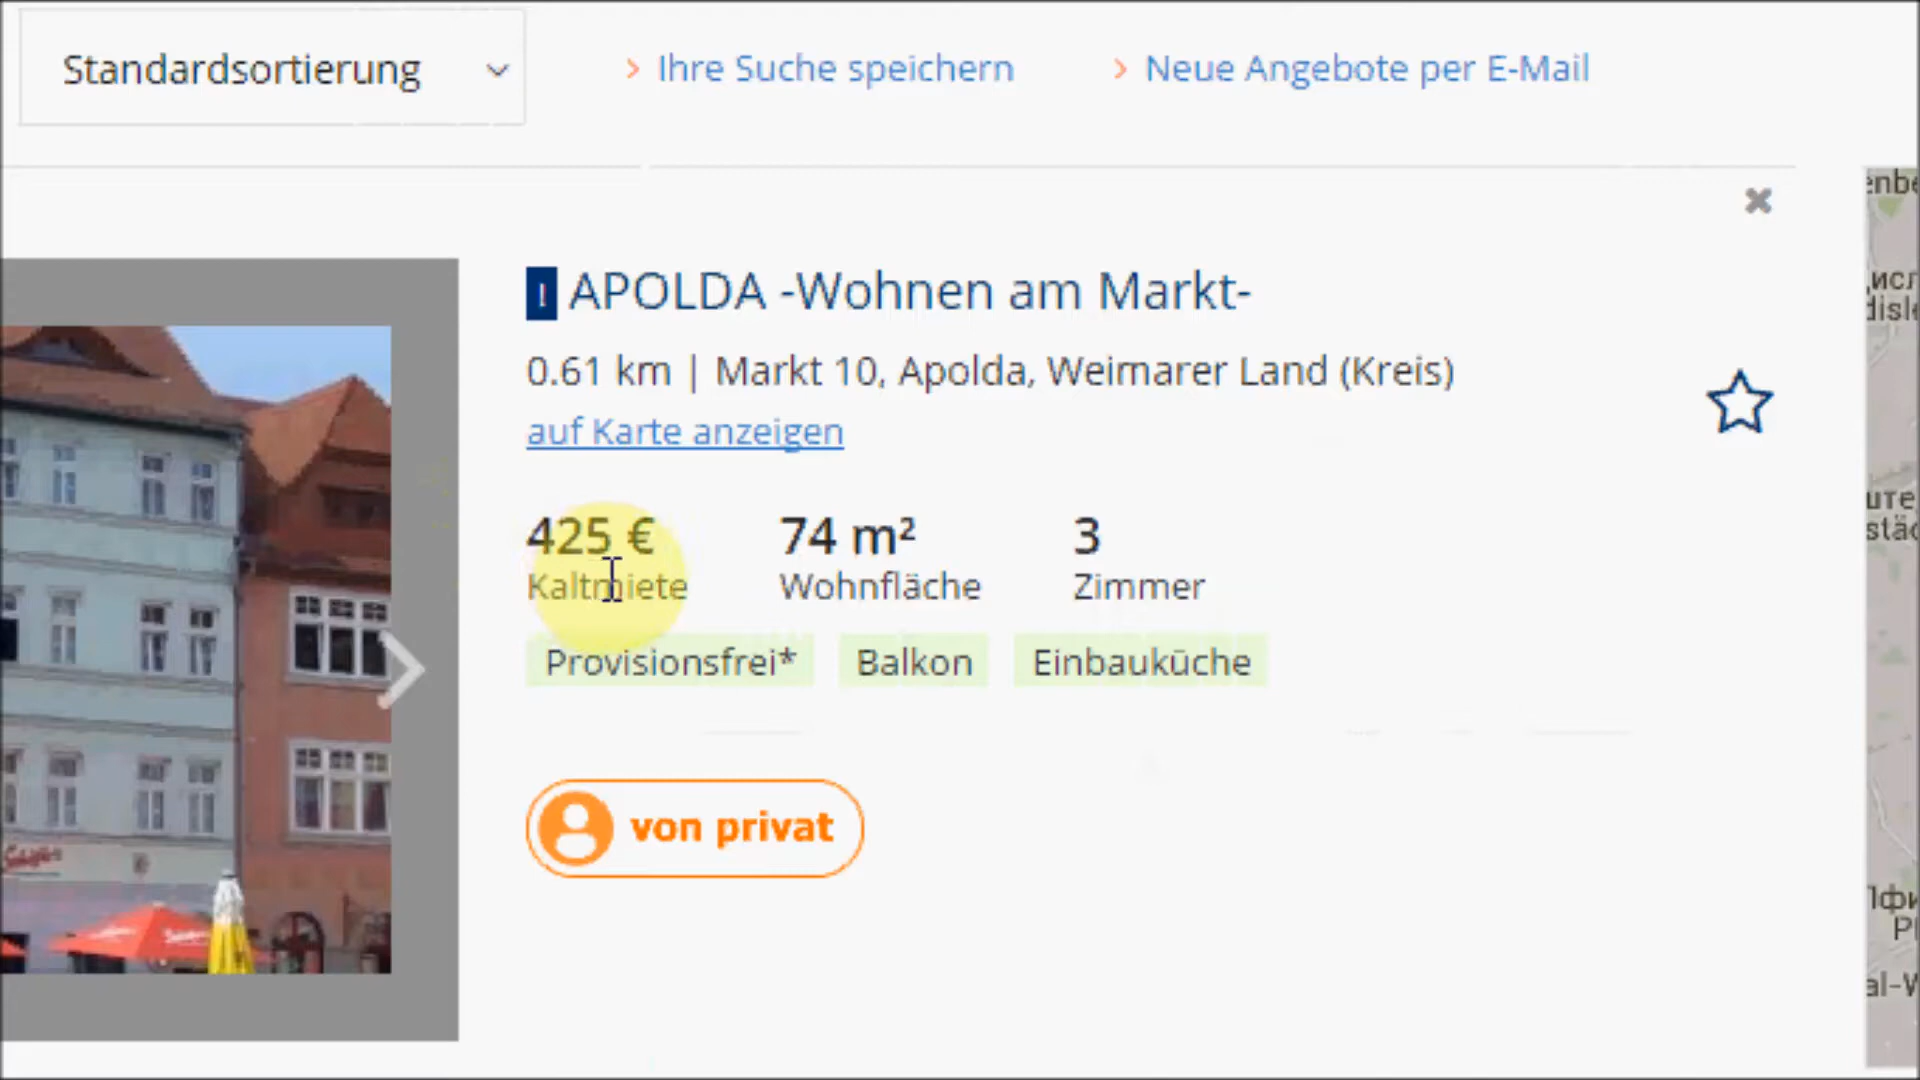 Standardsortierung
Ihre Suche speichern
Neue Angebote per E-Mail
APOLDA -Wohnen am Markt-
0.61 km | Markt 10, Apolda, Weimarer Land (Kreis)
auf Karte anzeigen
425 € 74 m² 3
Kaltmiete Wohnfläche Zimmer
Provisionsfrei* Balkon Einbauküche
von privat